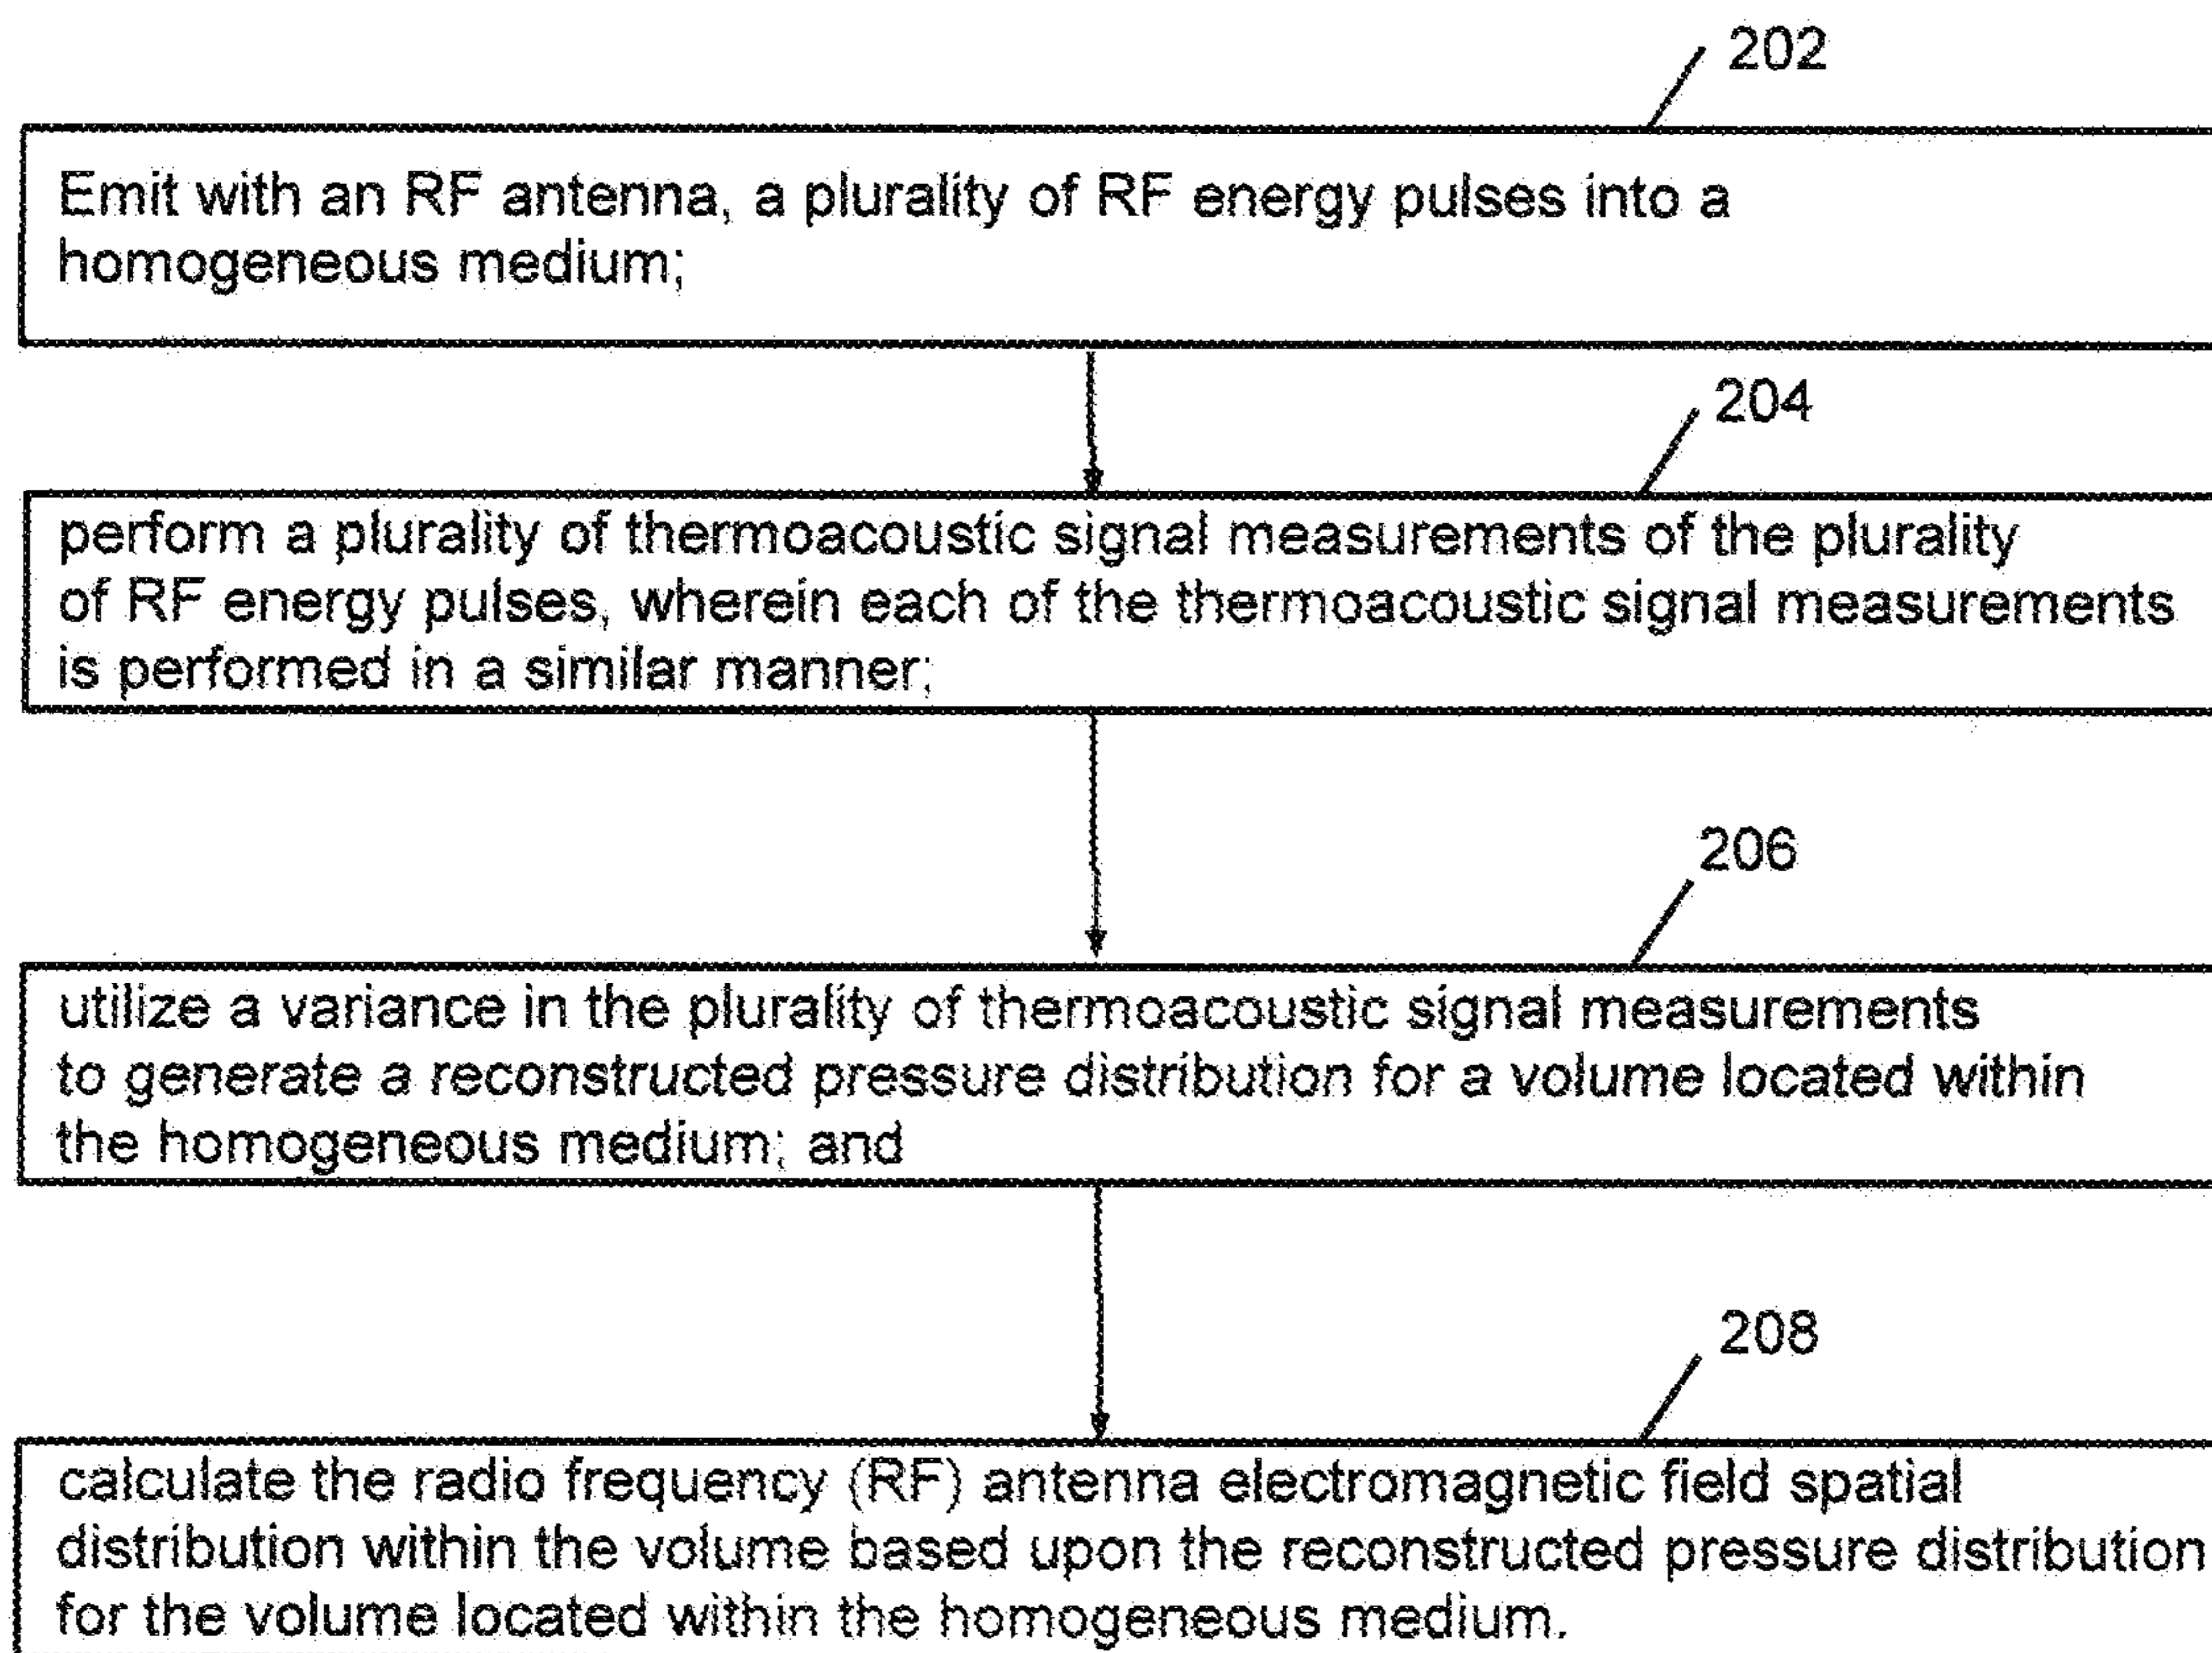 202
Emit with an RF antenna, a plurality of RF energy pulses into a
homogeneous medium;
204
perform a plurality of thermoacoustic signal measurements of the plurality
of RF energy pulses, wherein each of the thermoacoustic signal measurements
is performed in a similar manner;
206
utilize a variance in the plurality of thermoacoustic signal measurements
to generate a reconstructed pressure distribution for a volume located within
the homogeneous medium; and
208
calculate the radio frequency (RF) antenna electromagnetic field spatial
distribution within the volume based upon the reconstructed pressure distribution
for the volume located within the homogeneous medium.